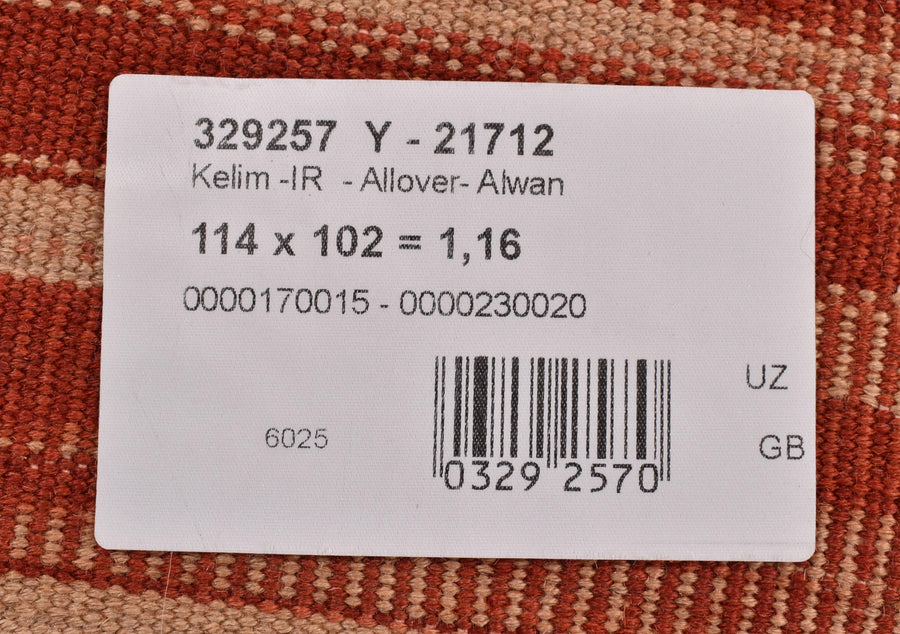 329257 Y - 21712
Kelim -IR - Allover- Alwan
114 x 102 = 1,16
0000170015 - 0000230020
UZ
6025
GB
0329 2570